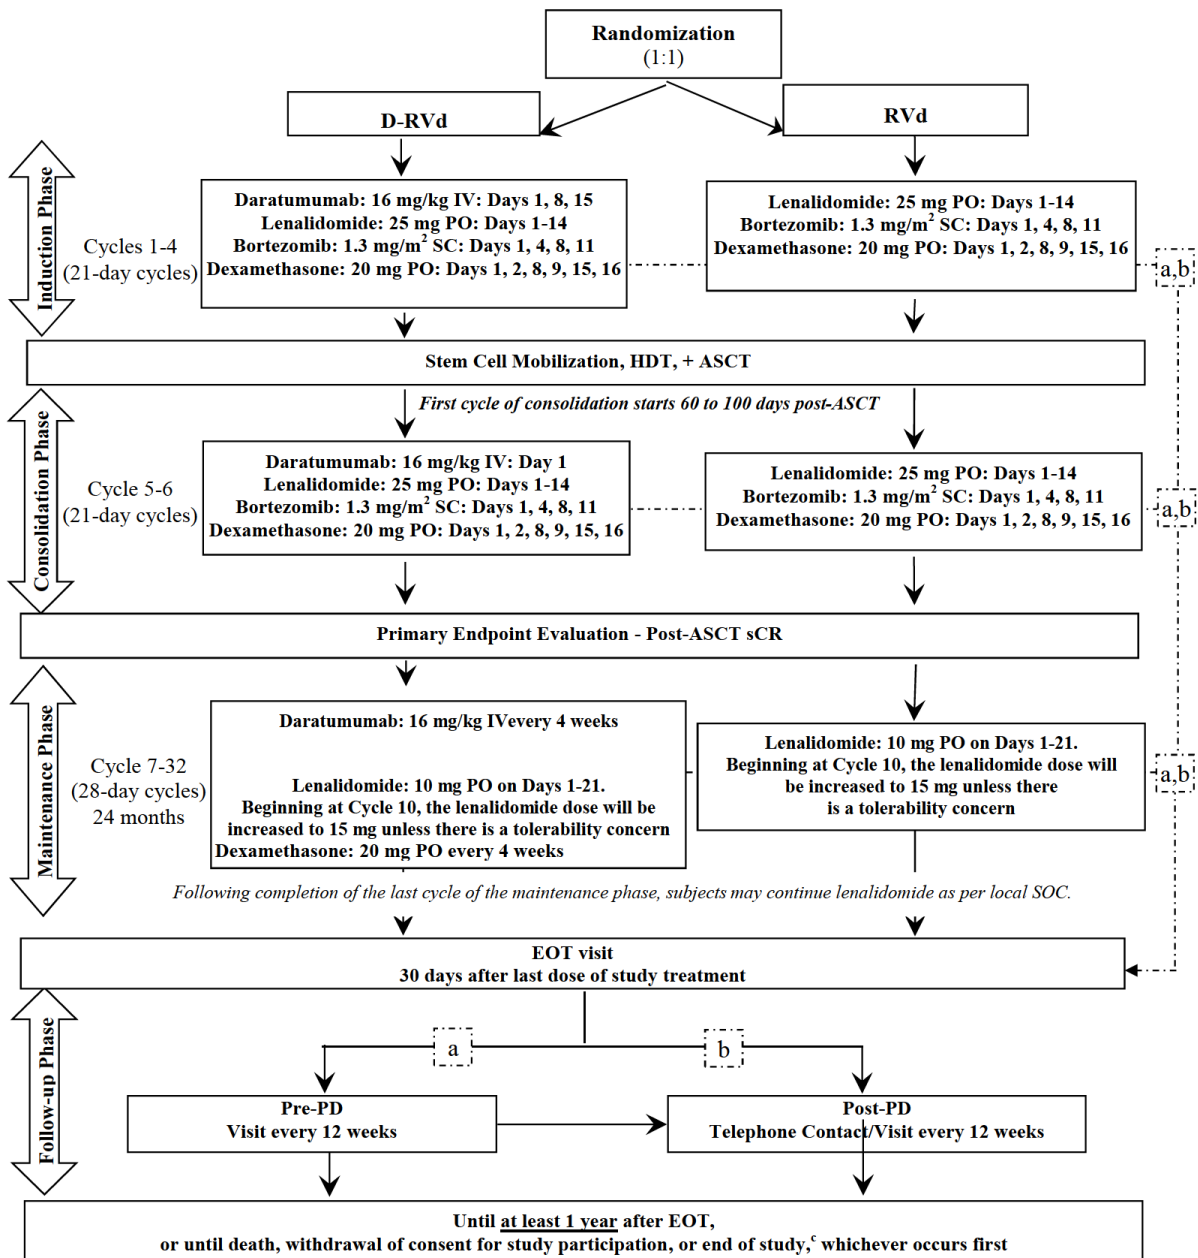 Randomization
(1:1)
D-RVd
RVd
Induction Phase
Cycles 1-4
(21-day cycles)
Daratumumab: 16 mg/kg IV: Days 1, 8, 15
Lenalidomide: 25 mg PO: Days 1-14
Bortezomib: 1.3 mg/m² SC: Days 1, 4, 8, 11
Dexamethasone: 20 mg PO: Days 1, 2, 8, 9, 15, 16
Lenalidomide: 25 mg PO: Days 1-14
Bortezomib: 1.3 mg/m² SC: Days 1, 4, 8, 11
Dexamethasone: 20 mg PO: Days 1, 2, 8, 9, 15, 16
a,b
Stem Cell Mobilization, HDT, + ASCT
First cycle of consolidation starts 60 to 100 days post-ASCT
Consolidation Phase
Cycle 5-6
(21-day cycles)
Daratumumab: 16 mg/kg IV: Day 1
Lenalidomide: 25 mg PO: Days 1-14
Bortezomib: 1.3 mg/m² SC: Days 1, 4, 8, 11
Dexamethasone: 20 mg PO: Days 1, 2, 8, 9, 15, 16
Lenalidomide: 25 mg PO: Days 1-14
Bortezomib: 1.3 mg/m² SC: Days 1, 4, 8, 11
Dexamethasone: 20 mg PO: Days 1, 2, 8, 9, 15, 16
a,b
Primary Endpoint Evaluation - Post-ASCT sCR
Maintenance Phase
Cycle 7-32
(28-day cycles)
24 months
Daratumumab: 16 mg/kg IVevery 4 weeks
Lenalidomide: 10 mg PO on Days 1-21.
Beginning at Cycle 10, the lenalidomide dose will be
increased to 15 mg unless there is a tolerability concern
Dexamethasone: 20 mg PO every 4 weeks
Lenalidomide: 10 mg PO on Days 1-21.
Beginning at Cycle 10, the lenalidomide dose will
be increased to 15 mg unless there
is a tolerability concern
a,b
Following completion of the last cycle of the maintenance phase, subjects may continue lenalidomide as per local SOC.
EOT visit
30 days after last dose of study treatment
Follow-up Phase
a
b
Pre-PD
Visit every 12 weeks
Post-PD
Telephone Contact/Visit every 12 weeks
Until at least 1 year after EOT,
or until death, withdrawal of consent for study participation, or end of study,ᶜ whichever occurs first